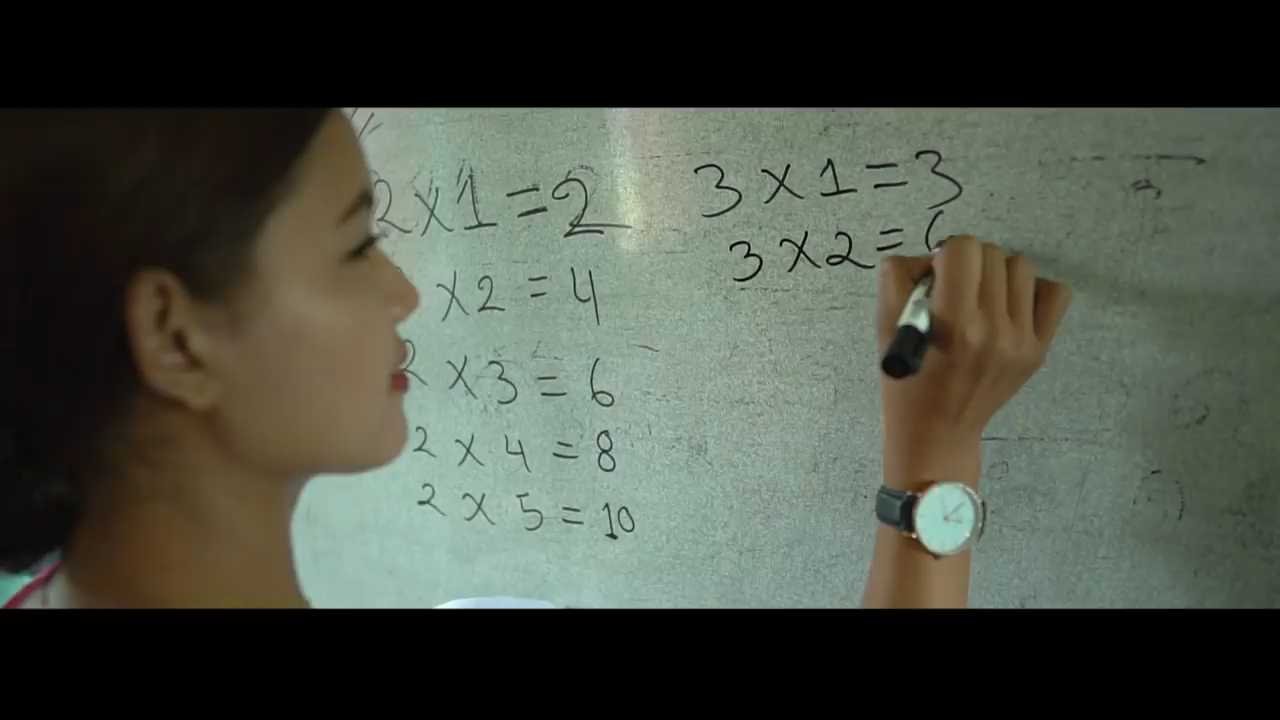 2 x 1 = 2
x 2 = 4
2 x 3 = 6
2 x 4 = 8
2 x 5 = 10
3 x 1 = 3
3 x 2 = 6